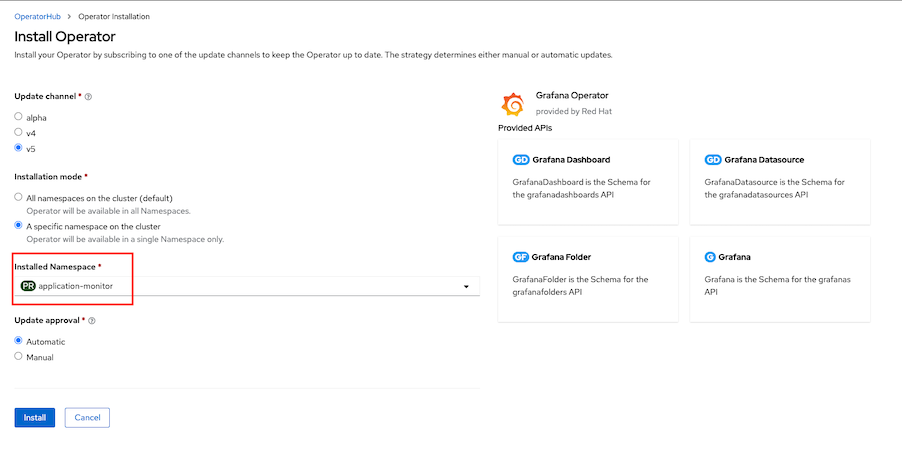 OperatorHub > Operator Installation
Install Operator
Install your Operator by subscribing to one of the update channels to keep the Operator up to date. The strategy determines either manual or automatic updates.
Update channel *
alpha
v4
v5
Installation mode *
All namespaces on the cluster (default)
Operator will be available in all Namespaces.
A specific namespace on the cluster
Operator will be available in a single Namespace only.
Installed Namespace *
PR application-monitor
Update approval *
Automatic
Manual
Install
Cancel
Grafana Operator
provided by Red Hat
Provided APIs
GD Grafana Dashboard
GrafanaDashboard is the Schema for
the grafanadashboards API
GD Grafana Datasource
GrafanaDatasource is the Schema for
the grafanadatasources API
GF Grafana Folder
GrafanaFolder is the Schema for the
grafanafolders API
G Grafana
Grafana is the Schema for the grafanas
API